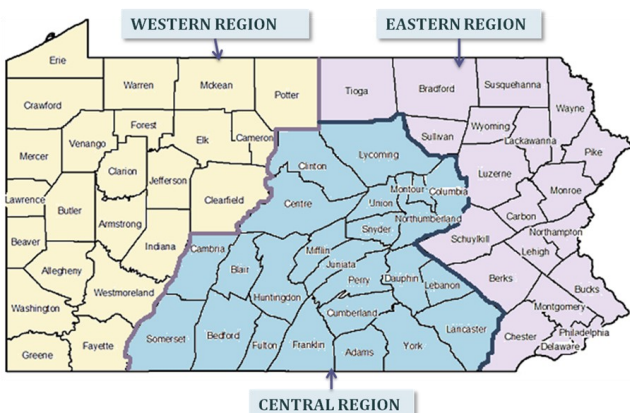 WESTERN REGION
EASTERN REGION
Erie
Warren
Mckean
Potter
Tioga
Bradford
Susquehanna
Crawford
Wayne
Forest
Elk
Cameron
Sullivan
Wyoming
Lackawanna
Venango
Mercer
Clarion
Jefferson
Clinton
Lycoming
Pike
Luzerne
Lawrence
Butler
Clearfield
Centre
Union
Montour
Columbia
Monroe
Armstrong
Northumberland
Carbon
Beaver
Indiana
Snyder
Northampton
Schuylkill
Lehigh
Allegheny
Cambria
Blair
Mifflin
Juniata
Perry
Dauphin
Lebanon
Berks
Bucks
Westmoreland
Huntingdon
Washington
Cumberland
Montgomery
Greene
Fayette
Somerset
Bedford
Fulton
Franklin
Adams
York
Lancaster
Chester
Philadelphia
Delaware
CENTRAL REGION